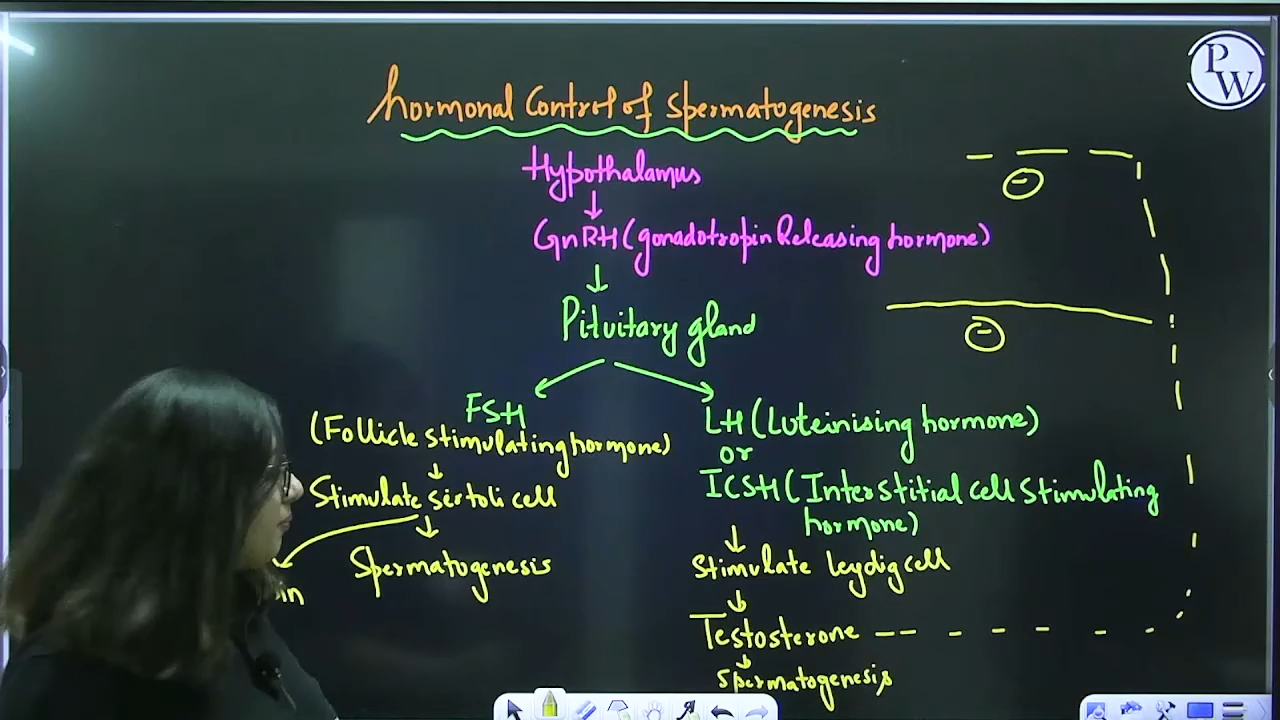 PW
Hormonal Control of Spermatogenesis
Hypothalamus
↓
GnRH (gonadotropin Releasing hormone)
↓
Pituitary gland
FSH
(Follicle stimulating hormone)
↓
Stimulate sertoli cell
↓
Spermatogenesis
in
LH (Luteinising hormone)
or
ICSH (Interstitial cell Stimulating
hormone)
↓
Stimulate leydig cell
↓
Testosterone
↓
Spermatogenesis